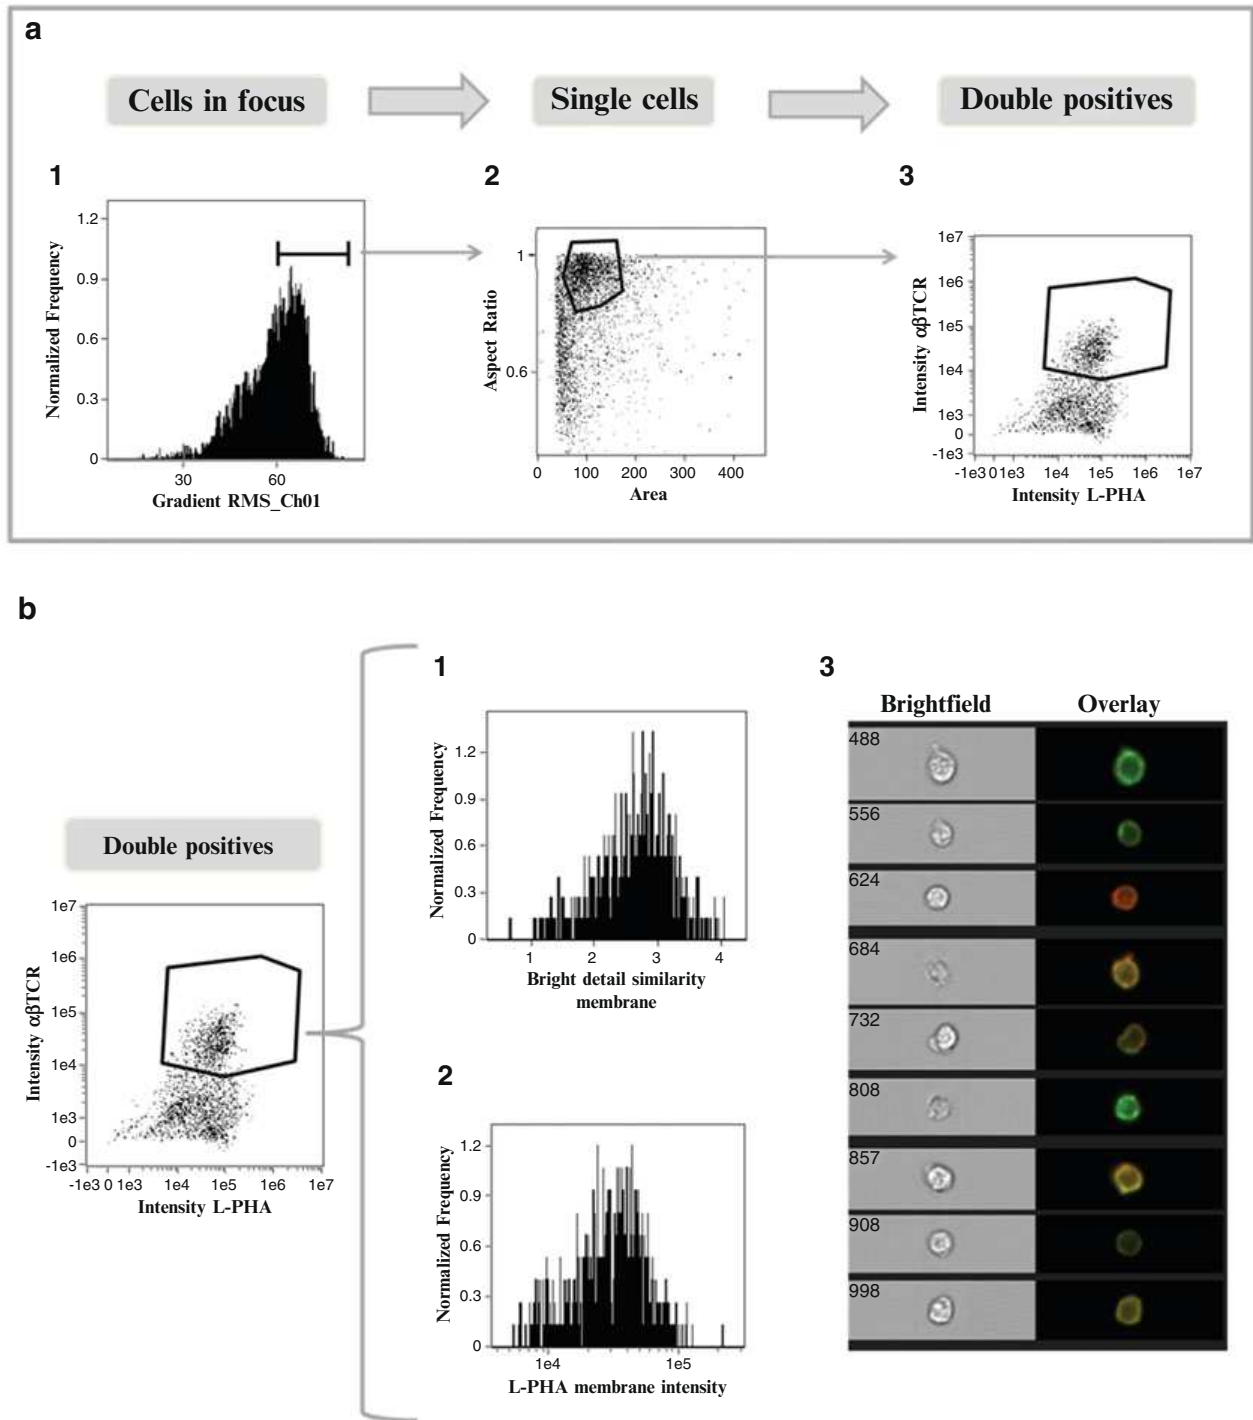 a
Cells in focus
Single cells
Double positives
1
1.2
0.9
0.6
0.3
0
Normalized Frequency
30
60
Gradient RMS_Ch01
2
1
0.6
Aspect Ratio
0
100
200
300
400
Area
3
1e7
1e6
1e5
1e4
1e3
0
-1e3
Intensity αβTCR
-1e3 0 1e3
1e4
1e5
1e6
1e7
Intensity L-PHA
b
Double positives
1e7
1e6
1e5
1e4
1e3
0
-1e3
Intensity αβTCR
-1e3 0 1e3
1e4
1e5
1e6
1e7
Intensity L-PHA
1
1.2
0.9
0.6
0.3
0
Normalized Frequency
1
2
3
4
Bright detail similarity
membrane
2
1.2
0.9
0.6
0.3
0
Normalized Frequency
1e4
1e5
L-PHA membrane intensity
3
Brightfield
Overlay
488
556
624
684
732
808
857
908
998